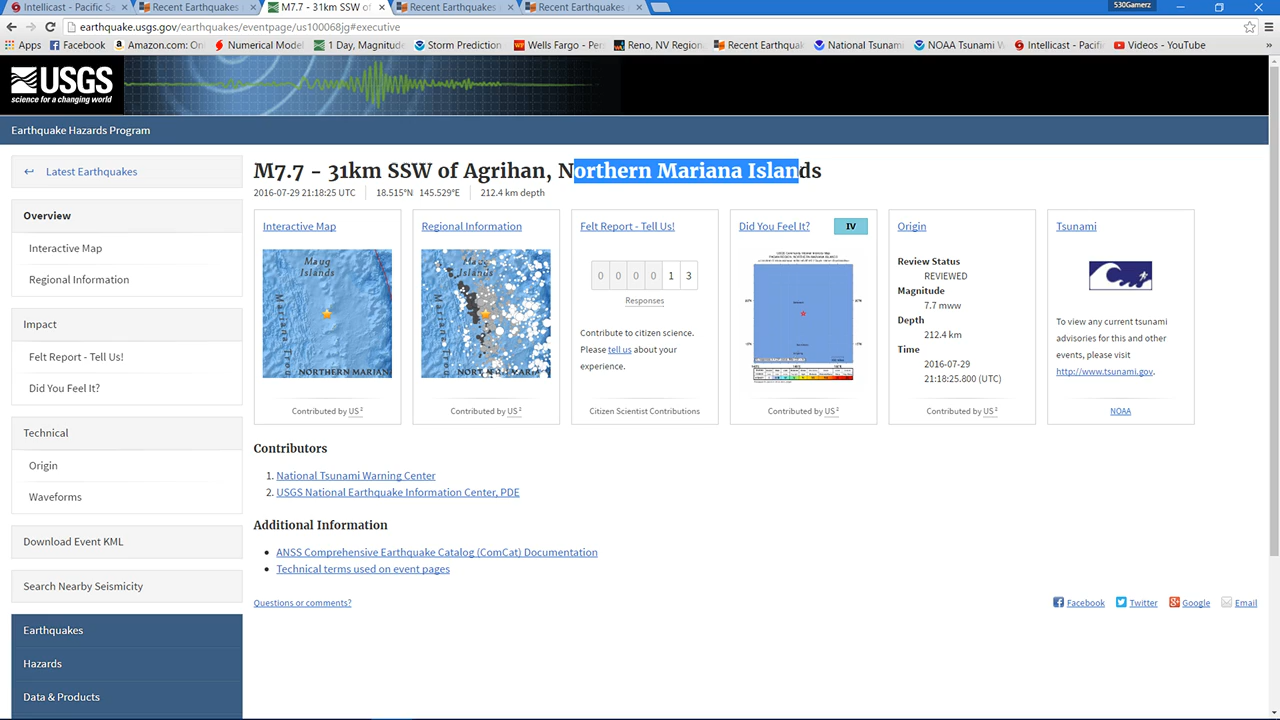 Intellicast - Pacific Sa
Recent Earthquakes
M7.7 - 31km SSW of
Recent Earthquakes
Recent Earthquakes
530Gamerz
earthquake.usgs.gov/earthquakes/eventpage/us100068jg#executive
Apps
Facebook
Amazon.com: On
Numerical Model
1 Day, Magnitude
Storm Prediction
Wells Fargo - Per
Reno, NV Region
Recent Earthquak
National Tsunam
NOAA Tsunami W
Intellicast - Pacific
Videos - YouTube
USGS
science for a changing world
Earthquake Hazards Program
Latest Earthquakes
Overview
Interactive Map
Regional Information
Impact
Felt Report - Tell Us!
Did You Feel It?
Technical
Origin
Waveforms
Download Event KML
Search Nearby Seismicity
Earthquakes
Hazards
Data & Products
M7.7 - 31km SSW of Agrihan, Northern Mariana Islands
2016-07-29 21:18:25 UTC
18.515°N 145.529°E
212.4 km depth
Interactive Map
Maug
Islands
NORTHERN MARIAN
Contributed by US 2
Regional Information
Maug
Islands
Contributed by US 2
Felt Report - Tell Us!
0 0 0 0 1 3
Responses
Contribute to citizen science.
Please tell us about your
experience.
Citizen Scientist Contributions
Did You Feel It?
IV
Contributed by US 2
Origin
Review Status
REVIEWED
Magnitude
7.7 mww
Depth
212.4 km
Time
2016-07-29
21:18:25.800 (UTC)
Contributed by US 2
Tsunami
To view any current tsunami
advisories for this and other
events, please visit
http://www.tsunami.gov.
NOAA
Contributors
1. National Tsunami Warning Center
2. USGS National Earthquake Information Center, PDE
Additional Information
ANSS Comprehensive Earthquake Catalog (ComCat) Documentation
Technical terms used on event pages
Questions or comments?
Facebook
Twitter
Google
Email